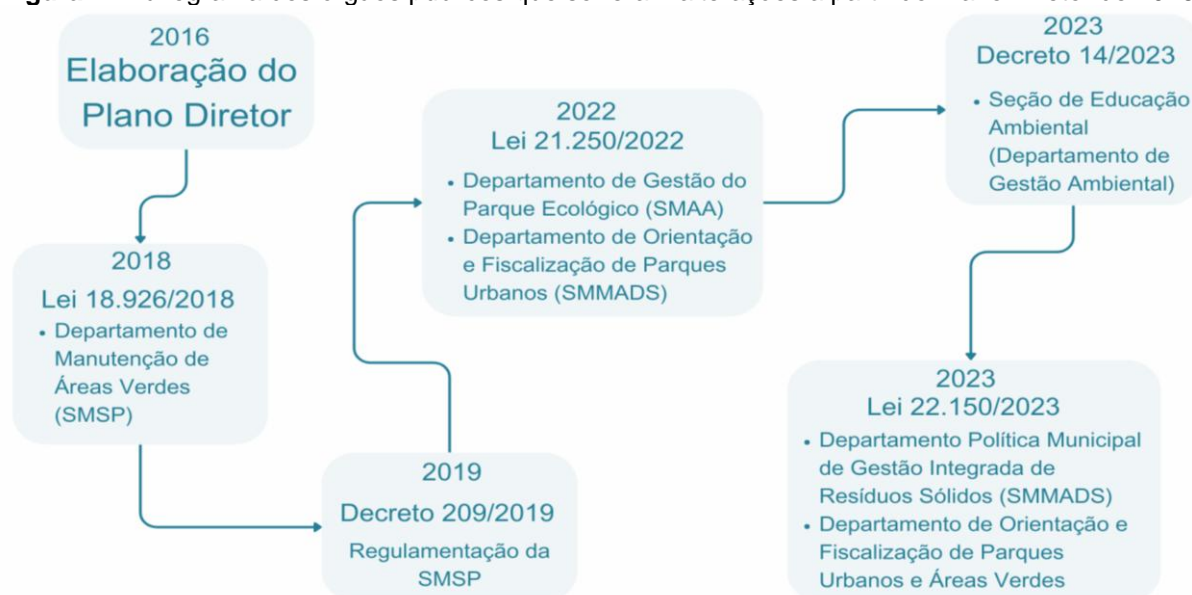 2016
Elaboração do
Plano Diretor
2018
Lei 18.926/2018
• Departamento de
Manutenção de
Áreas Verdes
(SMSP)
2019
Decreto 209/2019
Regulamentação da
SMSP
2022
Lei 21.250/2022
• Departamento de Gestão do
Parque Ecológico (SMAA)
• Departamento de Orientação
e Fiscalização de Parques
Urbanos (SMMADS)
2023
Decreto 14/2023
• Seção de Educação
Ambiental
(Departamento de
Gestão Ambiental)
2023
Lei 22.150/2023
• Departamento Política Municipal
de Gestão Integrada de
Resíduos Sólidos (SMMADS)
• Departamento de Orientação e
Fiscalização de Parques
Urbanos e Áreas Verdes